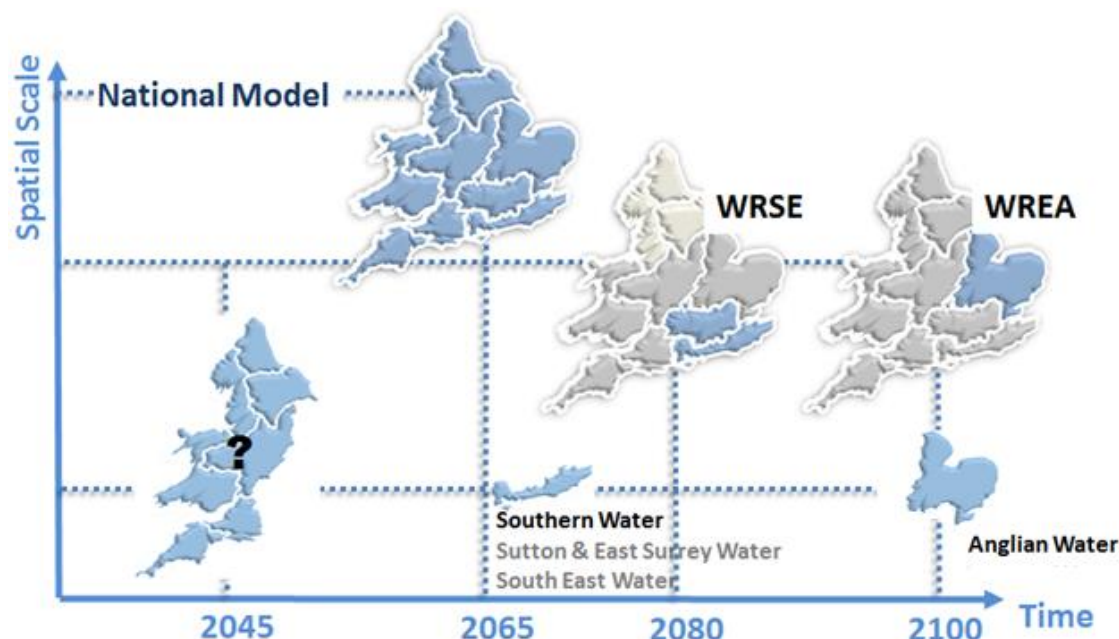 Spatial Scale
National Model
WRSE
WREA
?
Southern Water
Sutton & East Surrey Water
South East Water
Anglian Water
2045
2065
2080
2100
Time